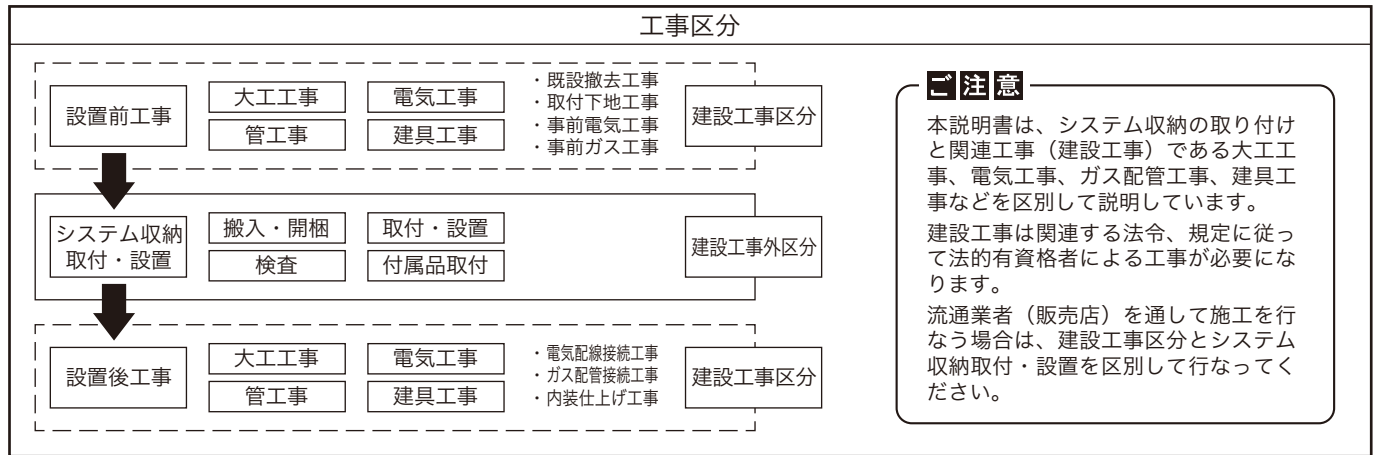 工事区分
設置前工事
大工工事
電気工事
管工事
建具工事
・既設撤去工事
・取付下地工事
・事前電気工事
・事前ガス工事
建設工事区分
システム収納
取付・設置
搬入・開梱
取付・設置
検査
付属品取付
建設工事外区分
設置後工事
大工工事
電気工事
管工事
建具工事
・電気配線接続工事
・ガス配管接続工事
・内装仕上げ工事
建設工事区分
ご注意
本説明書は、システム収納の取り付け
と関連工事（建設工事）である大工工
事、電気工事、ガス配管工事、建具工
事などを区別して説明しています。
建設工事は関連する法令、規定に従っ
て法的有資格者による工事が必要にな
ります。
流通業者（販売店）を通して施工を行
なう場合は、建設工事区分とシステム
収納取付・設置を区別して行なってく
ださい。